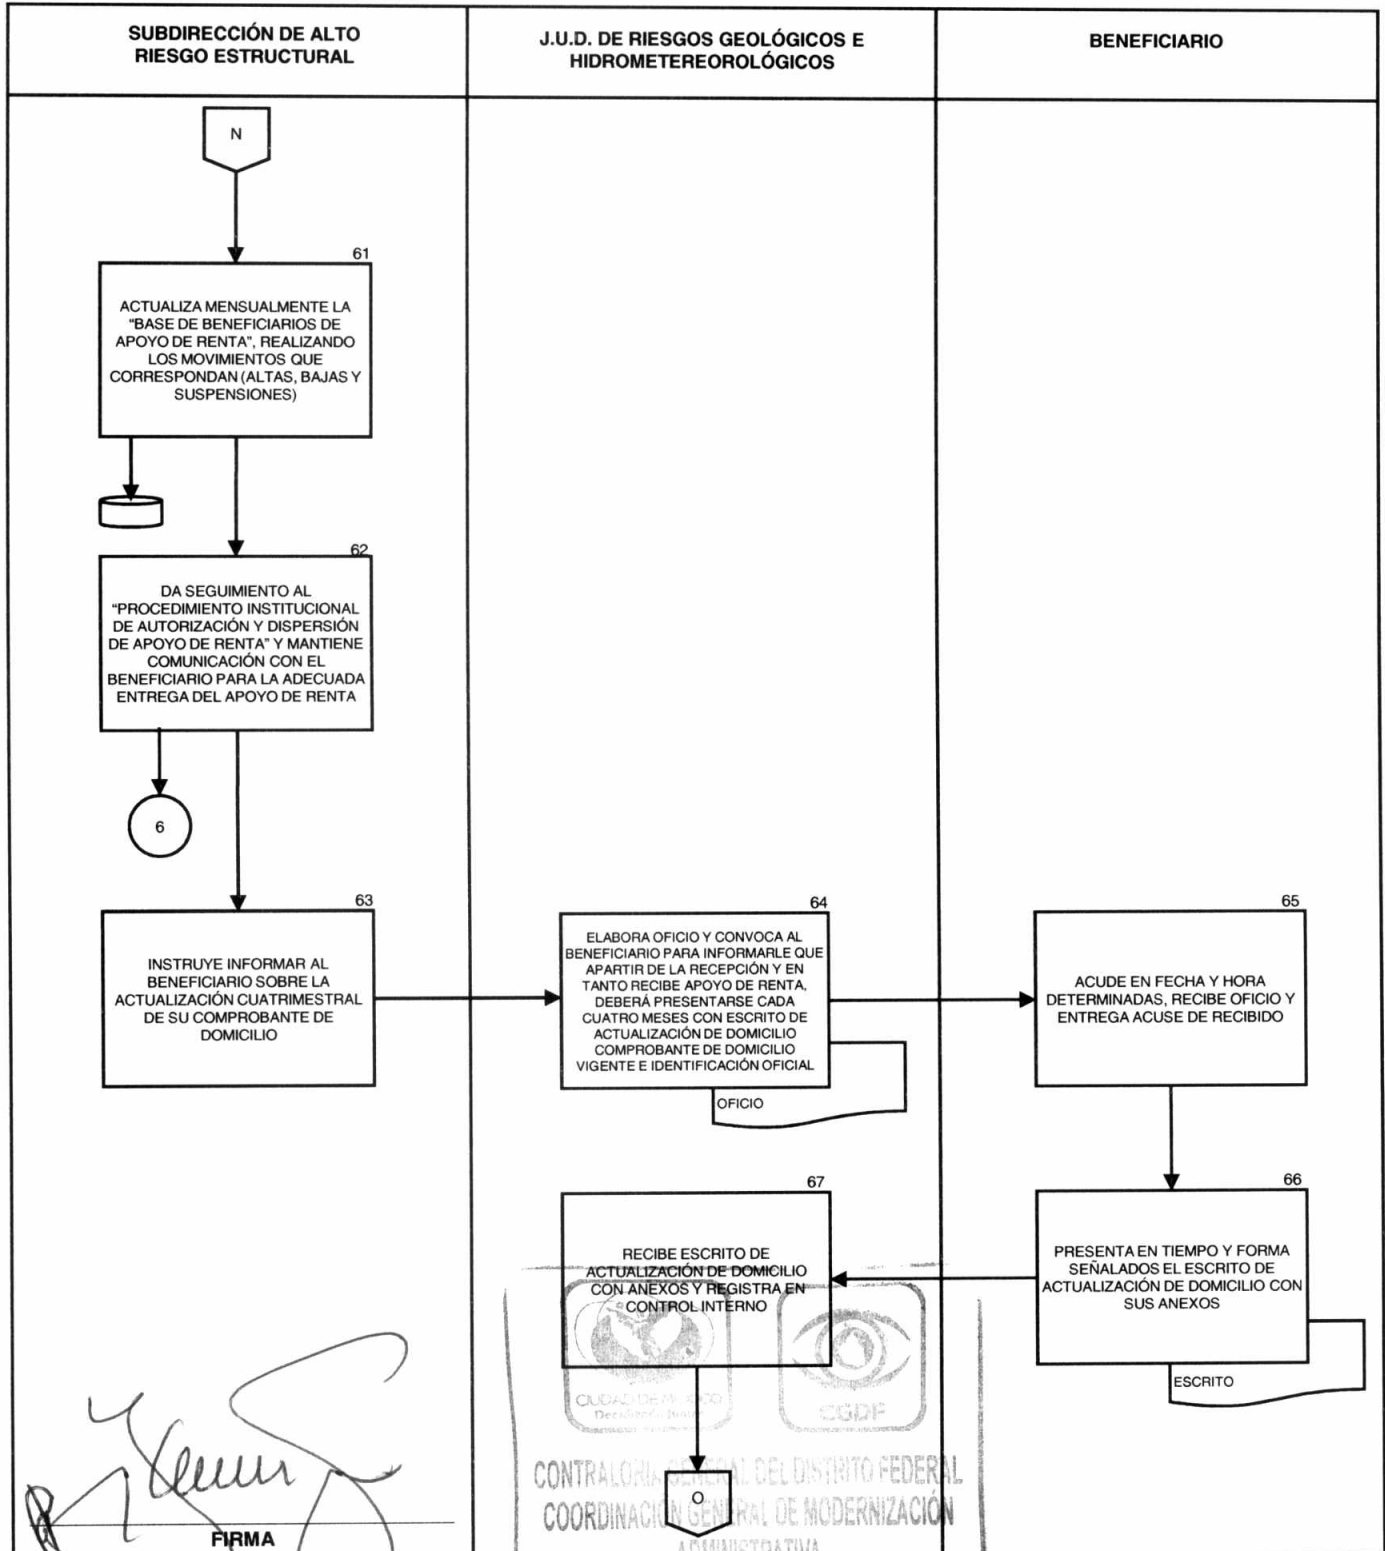 SUBDIRECCIÓN DE ALTO
RIESGO ESTRUCTURAL
J.U.D. DE RIESGOS GEOLÓGICOS E
HIDROMETEREOROLÓGICOS
BENEFICIARIO
N
61
ACTUALIZA MENSUALMENTE LA
"BASE DE BENEFICIARIOS DE
APOYO DE RENTA", REALIZANDO
LOS MOVIMIENTOS QUE
CORRESPONDAN (ALTAS, BAJAS Y
SUSPENSIONES)
62
DA SEGUIMIENTO AL
"PROCEDIMIENTO INSTITUCIONAL
DE AUTORIZACIÓN Y DISPERSIÓN
DE APOYO DE RENTA" Y MANTIENE
COMUNICACIÓN CON EL
BENEFICIARIO PARA LA ADECUADA
ENTREGA DEL APOYO DE RENTA
6
63
INSTRUYE INFORMAR AL
BENEFICIARIO SOBRE LA
ACTUALIZACIÓN CUATRIMESTRAL
DE SU COMPROBANTE DE
DOMICILIO
64
ELABORA OFICIO Y CONVOCA AL
BENEFICIARIO PARA INFORMARLE QUE
APARTIR DE LA RECEPCIÓN Y EN
TANTO RECIBE APOYO DE RENTA,
DEBERÁ PRESENTARSE CADA
CUATRO MESES CON ESCRITO DE
ACTUALIZACIÓN DE DOMICILIO
COMPROBANTE DE DOMICILIO
VIGENTE E IDENTIFICACIÓN OFICIAL
OFICIO
65
ACUDE EN FECHA Y HORA
DETERMINADAS, RECIBE OFICIO Y
ENTREGA ACUSE DE RECIBIDO
66
PRESENTA EN TIEMPO Y FORMA
SEÑALADOS EL ESCRITO DE
ACTUALIZACIÓN DE DOMICILIO CON
SUS ANEXOS
ESCRITO
67
RECIBE ESCRITO DE
ACTUALIZACIÓN DE DOMICILIO
CON ANEXOS Y REGISTRA EN
CONTROL INTERNO
CIUDAD DE MÉXICO
CGDF
CONTRALORIA GENERAL DEL DISTRITO FEDERAL
COORDINACIÓN GENERAL DE MODERNIZACIÓN
ADMINISTRATIVA
O
FIRMA